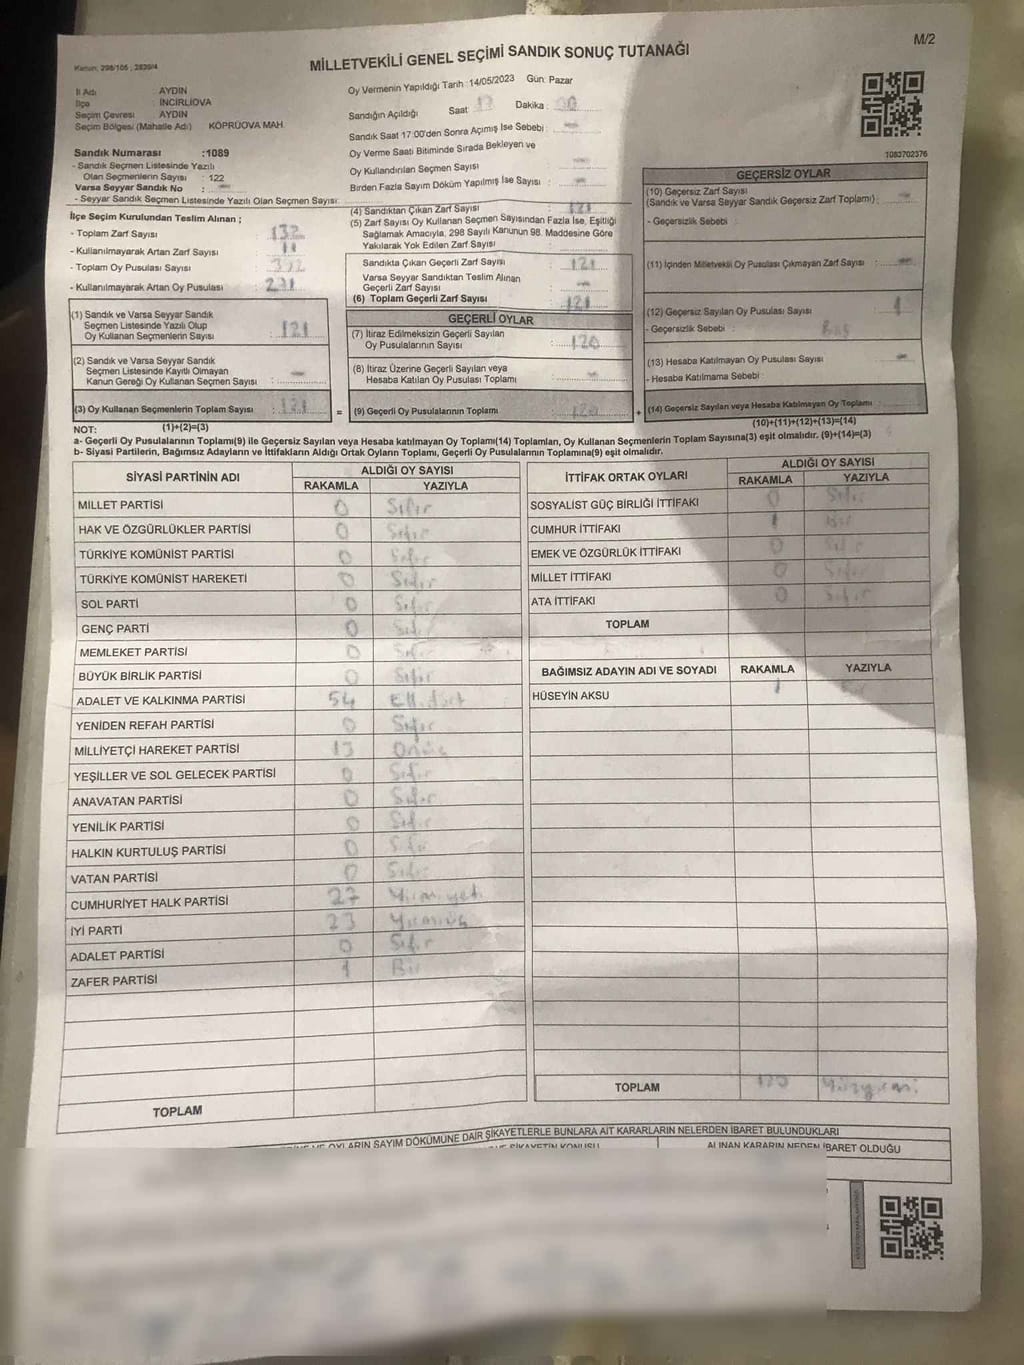 M/2
Kanun: 298/105 , 2839/4
MİLLETVEKİLİ GENEL SEÇİMİ SANDIK SONUÇ TUTANAĞI
İl Adı AYDIN
İlçe : İNCİRLİOVA
Seçim Çevresi AYDIN
Seçim Bölgesi (Mahalle Adı) KÖPRÜOVA MAH.
Oy Vermenin Yapıldığı Tarih :14/05/2023 Gün: Pazar
Sandığın Açıldığı Saat Dakika :
Sandık Saat 17:00'den Sonra Açımış İse Sebebi :
Oy Verme Saati Bitiminde Sırada Bekleyen ve
Oy Kullandırılan Seçmen Sayısı
Birden Fazla Sayım Döküm Yapılmış İse Sayısı :
1083702376
Sandık Numarası :1089
- Sandık Seçmen Listesinde Yazılı
Olan Seçmenlerin Sayısı : 122
Varsa Seyyar Sandık No :
- Seyyar Sandık Seçmen Listesinde Yazılı Olan Seçmen Sayısı:
İlçe Seçim Kurulundan Teslim Alınan ;
- Toplam Zarf Sayısı : 132
- Kullanılmayarak Artan Zarf Sayısı : 11
- Toplam Oy Pusulası Sayısı :
- Kullanılmayarak Artan Oy Pusulası :
(1) Sandık ve Varsa Seyyar Sandık
Seçmen Listesinde Yazılı Olup
Oy Kullanan Seçmenlerin Sayısı : 121
(2) Sandık ve Varsa Seyyar Sandık
Seçmen Listesinde Kayıtlı Olmayan
Kanun Gereği Oy Kullanan Seçmen Sayısı :
(3) Oy Kullanan Seçmenlerin Toplam Sayısı : 121
(4) Sandıktan Çıkan Zarf Sayısı : 121
(5) Zarf Sayısı Oy Kullanan Seçmen Sayısından Fazla İse, Eşitliği
Sağlamak Amacıyla, 298 Sayılı Kanunun 98. Maddesine Göre
Yakılarak Yok Edilen Zarf Sayısı :
Sandıkta Çıkan Geçerli Zarf Sayısı : 121
Varsa Seyyar Sandıktan Teslim Alınan
Geçerli Zarf Sayısı :
(6) Toplam Geçerli Zarf Sayısı : 121
GEÇERLİ OYLAR
(7) İtiraz Edilmeksizin Geçerli Sayılan
Oy Pusulalarının Sayısı : 120
(8) İtiraz Üzerine Geçerli Sayılan veya
Hesaba Katılan Oy Pusulası Toplamı :
= (9) Geçerli Oy Pusulalarının Toplamı : 120
GEÇERSİZ OYLAR
(10) Geçersiz Zarf Sayısı
(Sandık ve Varsa Seyyar Sandık Geçersiz Zarf Toplamı) :
- Geçersizlik Sebebi :
(11) İçinden Milletvekili Oy Pusulası Çıkmayan Zarf Sayısı :
(12) Geçersiz Sayılan Oy Pusulası Sayısı : 1
- Geçersizlik Sebebi :
(13) Hesaba Katılmayan Oy Pusulası Sayısı :
- Hesaba Katılmama Sebebi :
+ (14) Geçersiz Sayılan veya Hesaba Katılmayan Oy Toplamı :
NOT: (1)+(2)=(3)
(10)+(11)+(12)+(13)=(14)
a- Geçerli Oy Pusulalarının Toplamı(9) ile Geçersiz Sayılan veya Hesaba katılmayan Oy Toplamı(14) Toplamları, Oy Kullanan Seçmenlerin Toplam Sayısına(3) eşit olmalıdır. (9)+(14)=(3)
b- Siyasi Partilerin, Bağımsız Adayların ve İttifakların Aldığı Ortak Oyların Toplamı, Geçerli Oy Pusulalarının Toplamına(9) eşit olmalıdır.
SİYASİ PARTİNİN ADI ALDIĞI OY SAYISI
RAKAMLA YAZIYLA
MİLLET PARTİSİ 0 Sıfır
HAK VE ÖZGÜRLÜKLER PARTİSİ 0 Sıfır
TÜRKİYE KOMÜNİST PARTİSİ 0 Sıfır
TÜRKİYE KOMÜNİST HAREKETİ 0 Sıfır
SOL PARTİ 0 Sıfır
GENÇ PARTİ 0 Sıfır
MEMLEKET PARTİSİ 0 Sıfır
BÜYÜK BİRLİK PARTİSİ 0 Sıfır
ADALET VE KALKINMA PARTİSİ 54 Ellidört
YENİDEN REFAH PARTİSİ 0 Sıfır
MİLLİYETÇİ HAREKET PARTİSİ 13 Onüç
YEŞİLLER VE SOL GELECEK PARTİSİ 0 Sıfır
ANAVATAN PARTİSİ 0 Sıfır
YENİLİK PARTİSİ 0 Sıfır
HALKIN KURTULUŞ PARTİSİ 0 Sıfır
VATAN PARTİSİ 0 Sıfır
CUMHURİYET HALK PARTİSİ 27 Yirmiyedi
İYİ PARTİ 23 Yirmiüç
ADALET PARTİSİ 0 Sıfır
ZAFER PARTİSİ 1 Bir
TOPLAM
İTTİFAK ORTAK OYLARI ALDIĞI OY SAYISI
RAKAMLA YAZIYLA
SOSYALİST GÜÇ BİRLİĞİ İTTİFAKI 0 Sıfır
CUMHUR İTTİFAKI 1 Bir
EMEK VE ÖZGÜRLÜK İTTİFAKI 0 Sıfır
MİLLET İTTİFAKI 0 Sıfır
ATA İTTİFAKI 0 Sıfır
TOPLAM
BAĞIMSIZ ADAYIN ADI VE SOYADI RAKAMLA YAZIYLA
HÜSEYİN AKSU 1
TOPLAM 120 Yüzyirmi
OYLARIN SAYIM DÖKÜMÜNE DAİR ŞİKAYETLERLE BUNLARA AİT KARARLARIN NELERDEN İBARET BULUNDUKLARI
ŞİKAYETİN KONUSU ALINAN KARARIN NEDEN İBARET OLDUĞU